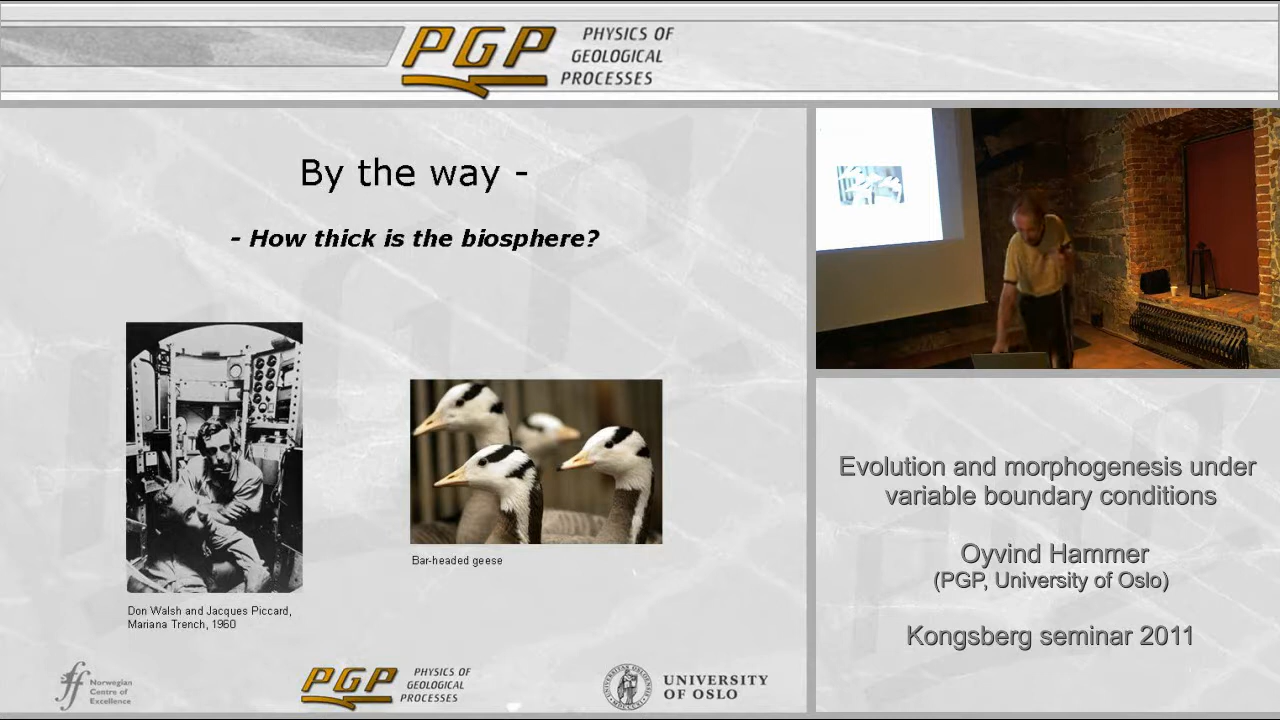 PGP
PHYSICS OF
GEOLOGICAL
PROCESSES
By the way -
- How thick is the biosphere?
Don Walsh and Jacques Piccard,
Mariana Trench, 1960
Bar-headed geese
Norwegian
Centre of
Excellence
PGP
PHYSICS OF
GEOLOGICAL
PROCESSES
UNIVERSITY
OF OSLO
Evolution and morphogenesis under
variable boundary conditions
Oyvind Hammer
(PGP, University of Oslo)
Kongsberg seminar 2011